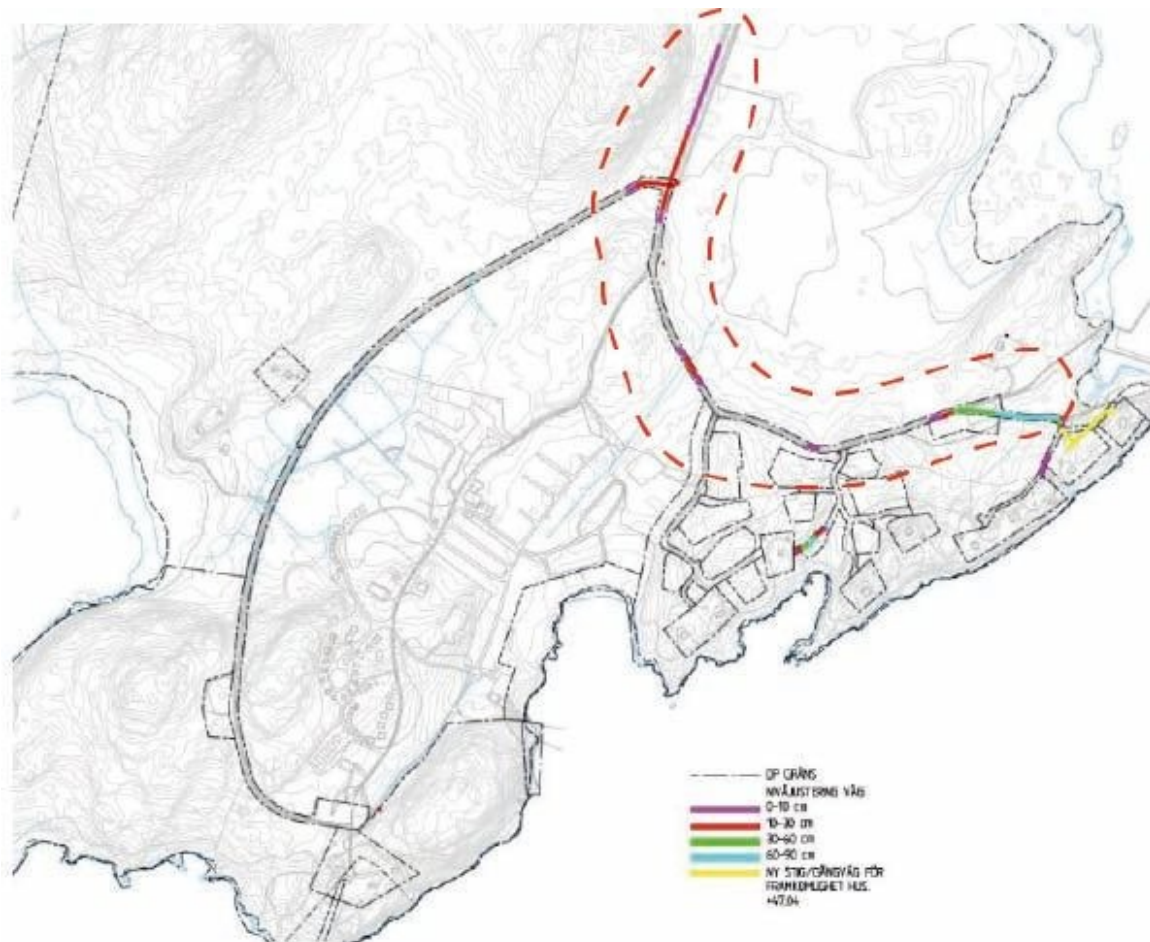 DP GRÄNS
NIVÅJUSTERING VÄG
0-10 cm
10-30 cm
30-60 cm
60-90 cm
NY STIG/GÅNGVÄG FÖR
FRAMKOMLIGHET HUS.
+47.04